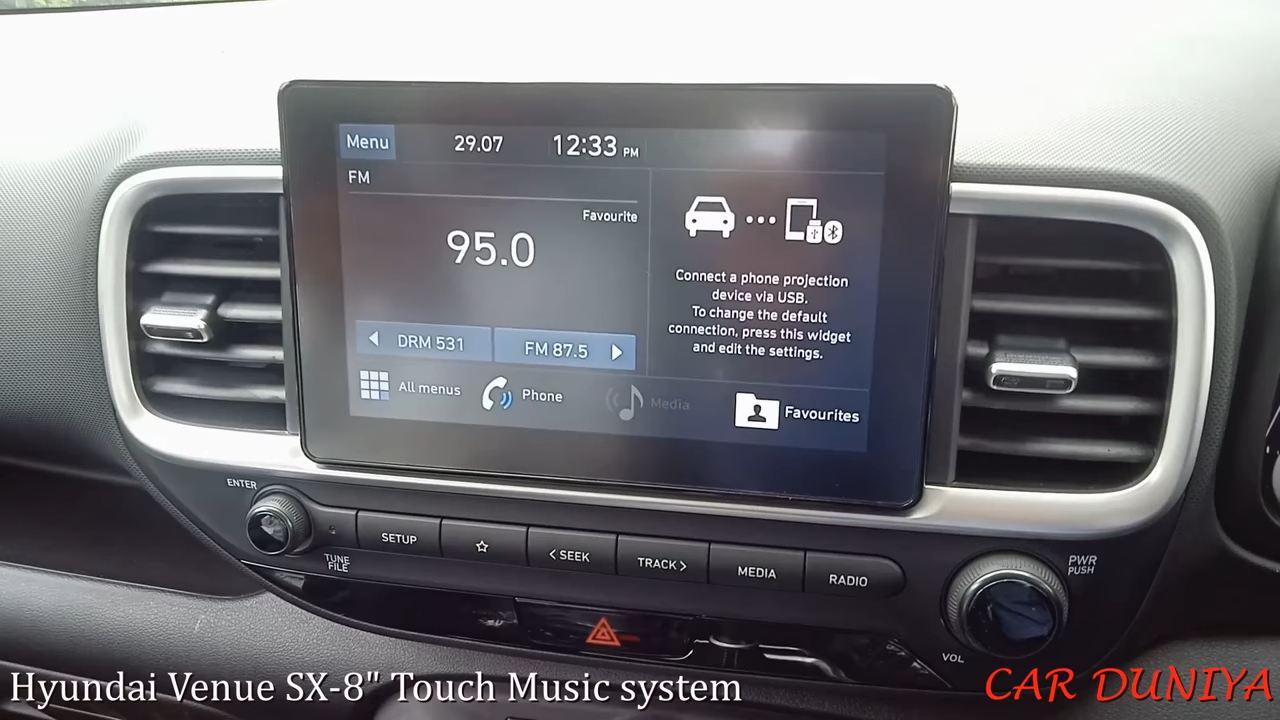 Menu 29.07 12:33 PM
FM
Favourite
95.0
DRM 531 FM 87.5
Connect a phone projection
device via USB.
To change the default
connection, press this widget
and edit the settings.
All menus Phone Media Favourites
ENTER
TUNE
FILE
SETUP < SEEK TRACK > MEDIA RADIO
PWR
PUSH
VOL
Hyundai Venue SX-8" Touch Music system
CAR DUNIYA